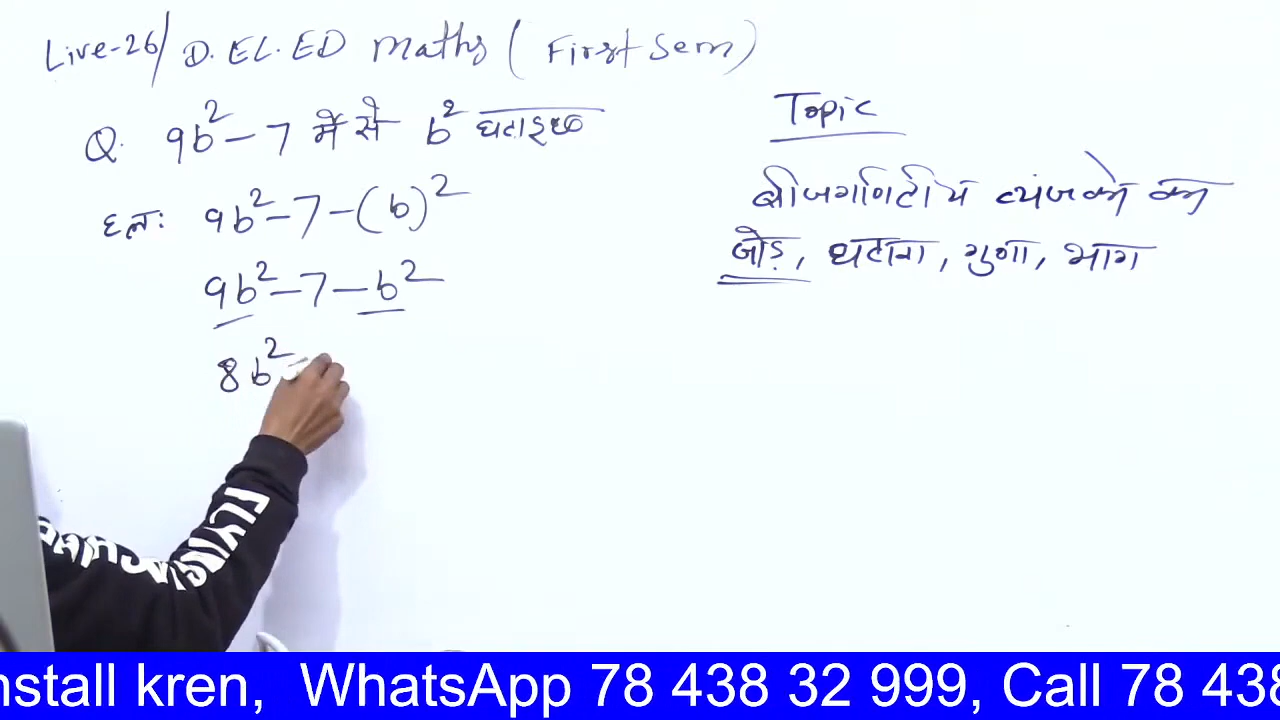 Live-26/ D.EL.ED Maths ( First Sem )
Q. 9b² - 7 में से b² घटाइए
हलः 9b² - 7 - (b)²
9b² - 7 - b²
8b² -
Topic
बीजगणितीय व्यंजको का
जोड़, घटाना, गुणा, भाग
nstall kren, WhatsApp 78 438 32 999, Call 78 438